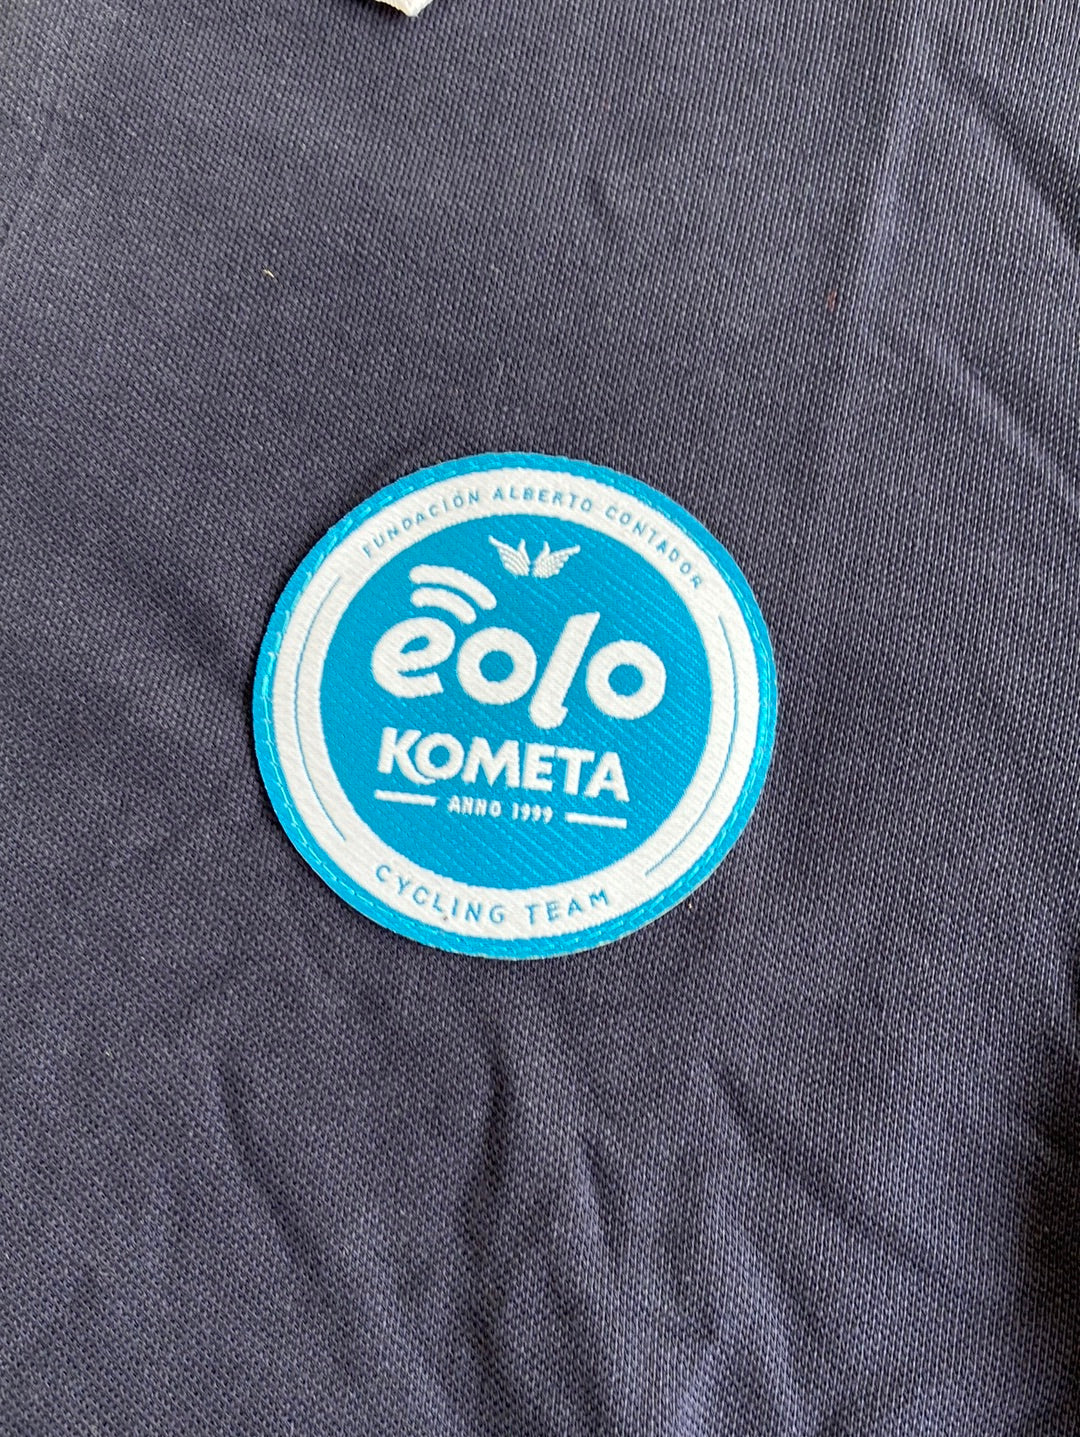 FUNDACIÓN ALBERTO CONTADOR
eolo
KOMETA
ANNO 1999
CYCLING TEAM